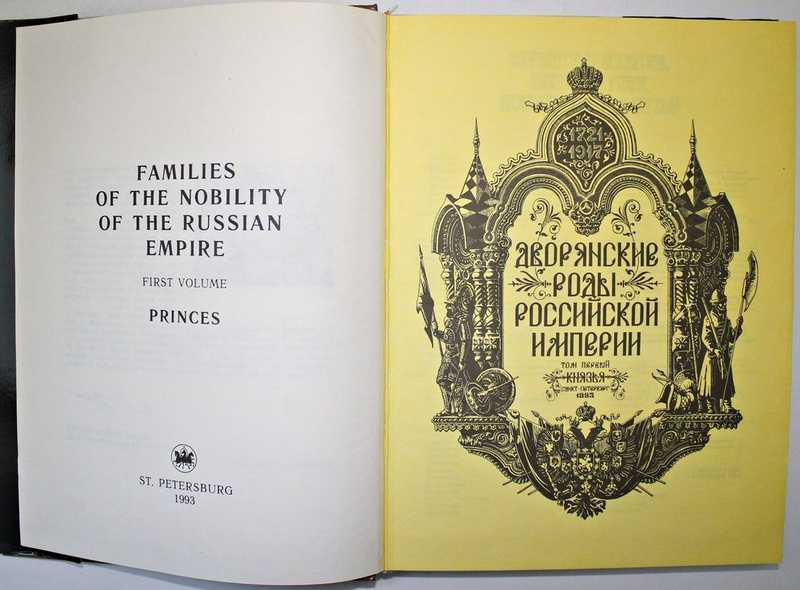 FAMILIES
OF THE NOBILITY
OF THE RUSSIAN
EMPIRE
FIRST VOLUME
PRINCES
ST. PETERSBURG
1993
1721
1917
ДВОРЯНСКИЕ
РОДЫ
РОССИЙСКОЙ
ИМПЕРИИ
ТОМ ПЕРВЫЙ
КНЯЗЬЯ
САНКТ-ПЕТЕРБУРГ
1993